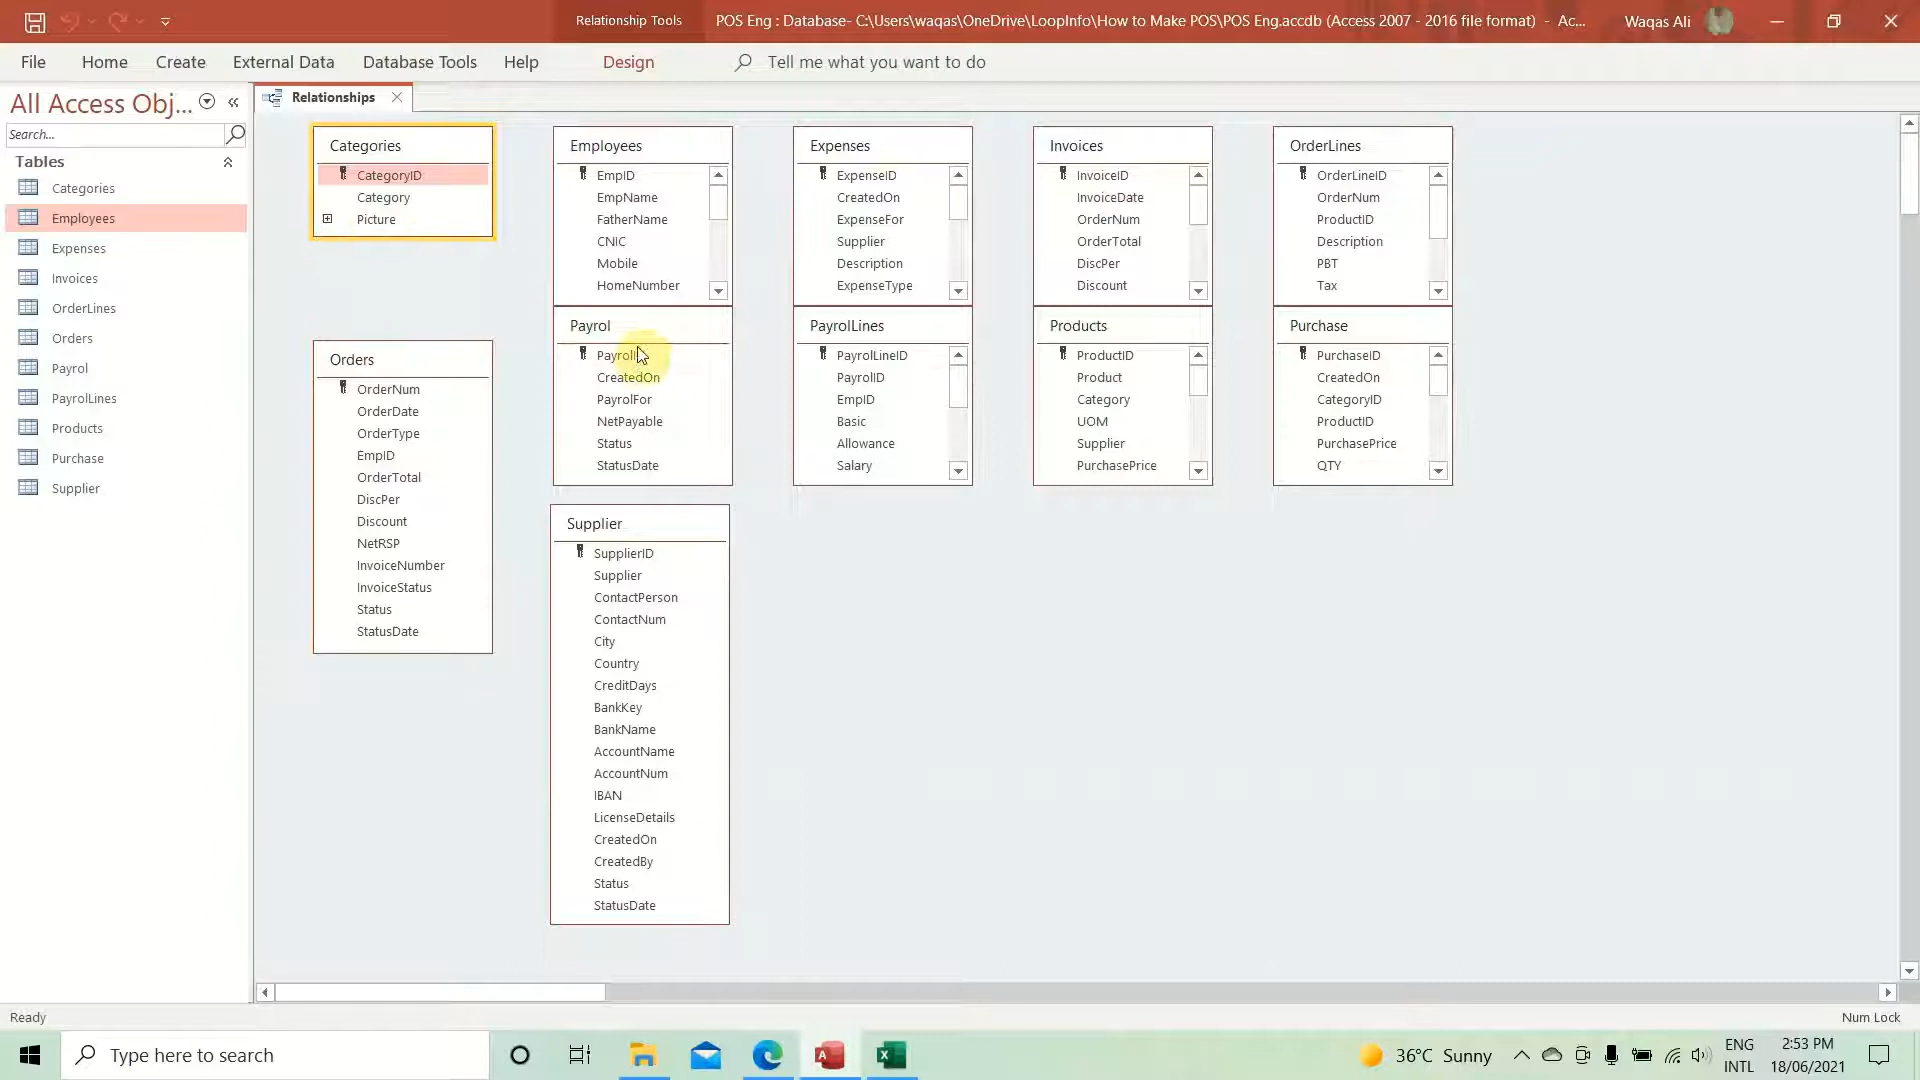 Relationship Tools
POS Eng : Database- C:\Users\waqas\OneDrive\LoopInfo\How to Make POS\POS Eng.accdb (Access 2007 - 2016 file format) - Ac...
Waqas Ali
File Home Create External Data Database Tools Help Design Tell me what you want to do
All Access Obj...
Search...
Tables
Categories
Employees
Expenses
Invoices
OrderLines
Orders
Payrol
PayrolLines
Products
Purchase
Supplier
Relationships
Categories
CategoryID
Category
Picture
Employees
EmpID
EmpName
FatherName
CNIC
Mobile
HomeNumber
Expenses
ExpenseID
CreatedOn
ExpenseFor
Supplier
Description
ExpenseType
Invoices
InvoiceID
InvoiceDate
OrderNum
OrderTotal
DiscPer
Discount
OrderLines
OrderLineID
OrderNum
ProductID
Description
PBT
Tax
Orders
OrderNum
OrderDate
OrderType
EmpID
OrderTotal
DiscPer
Discount
NetRSP
InvoiceNumber
InvoiceStatus
Status
StatusDate
Payrol
CreatedOn
PayrolFor
NetPayable
Status
StatusDate
PayrolLines
PayrolLineID
PayrolID
EmpID
Basic
Allowance
Salary
Products
ProductID
Product
Category
UOM
Supplier
PurchasePrice
Purchase
PurchaseID
CreatedOn
CategoryID
ProductID
PurchasePrice
QTY
Supplier
SupplierID
Supplier
ContactPerson
ContactNum
City
Country
CreditDays
BankKey
BankName
AccountName
AccountNum
IBAN
LicenseDetails
CreatedOn
CreatedBy
Status
StatusDate
Ready
Num Lock
Type here to search
36°C Sunny
ENG
INTL
2:53 PM
18/06/2021